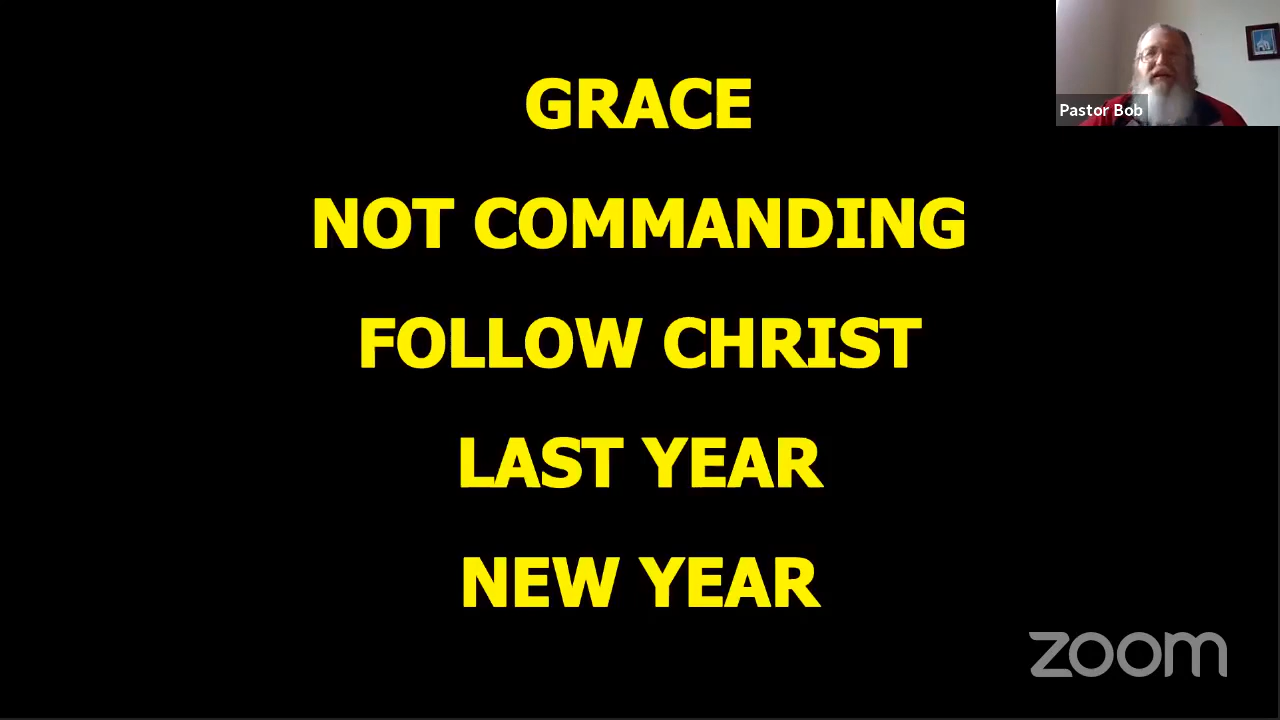 GRACE
NOT COMMANDING
FOLLOW CHRIST
LAST YEAR
NEW YEAR
Pastor Bob
zoom